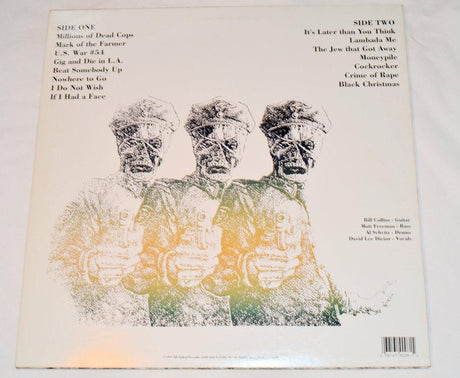 SIDE ONE
Millions of Dead Cops
Mark of the Farmer
U.S. War #54
Gig and Die in L.A.
Beat Somebody Up
Nowhere to Go
I Do Not Wish
If I Had a Face
SIDE TWO
It's Later than You Think
Lambada Me
The Jew that Got Away
Moneypile
Cockrocker
Crime of Rape
Black Christmas
Bill Collins - Guitar
Matt Freeman - Bass
Al Schvitz - Drums
David Lee Dictor - Vocals